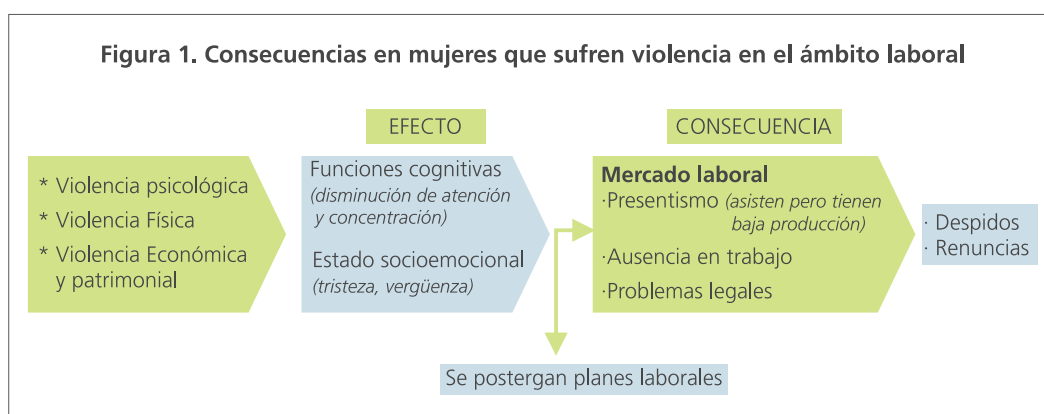 Figura 1. Consecuencias en mujeres que sufren violencia en el ámbito laboral
EFECTO
CONSECUENCIA
* Violencia psicológica
* Violencia Física
* Violencia Económica
y patrimonial
Funciones cognitivas
(disminución de atención
y concentración)
Estado socioemocional
(tristeza, vergüenza)
Mercado laboral
·Presentismo (asisten pero tienen
baja producción)
·Ausencia en trabajo
·Problemas legales
· Despidos
· Renuncias
Se postergan planes laborales